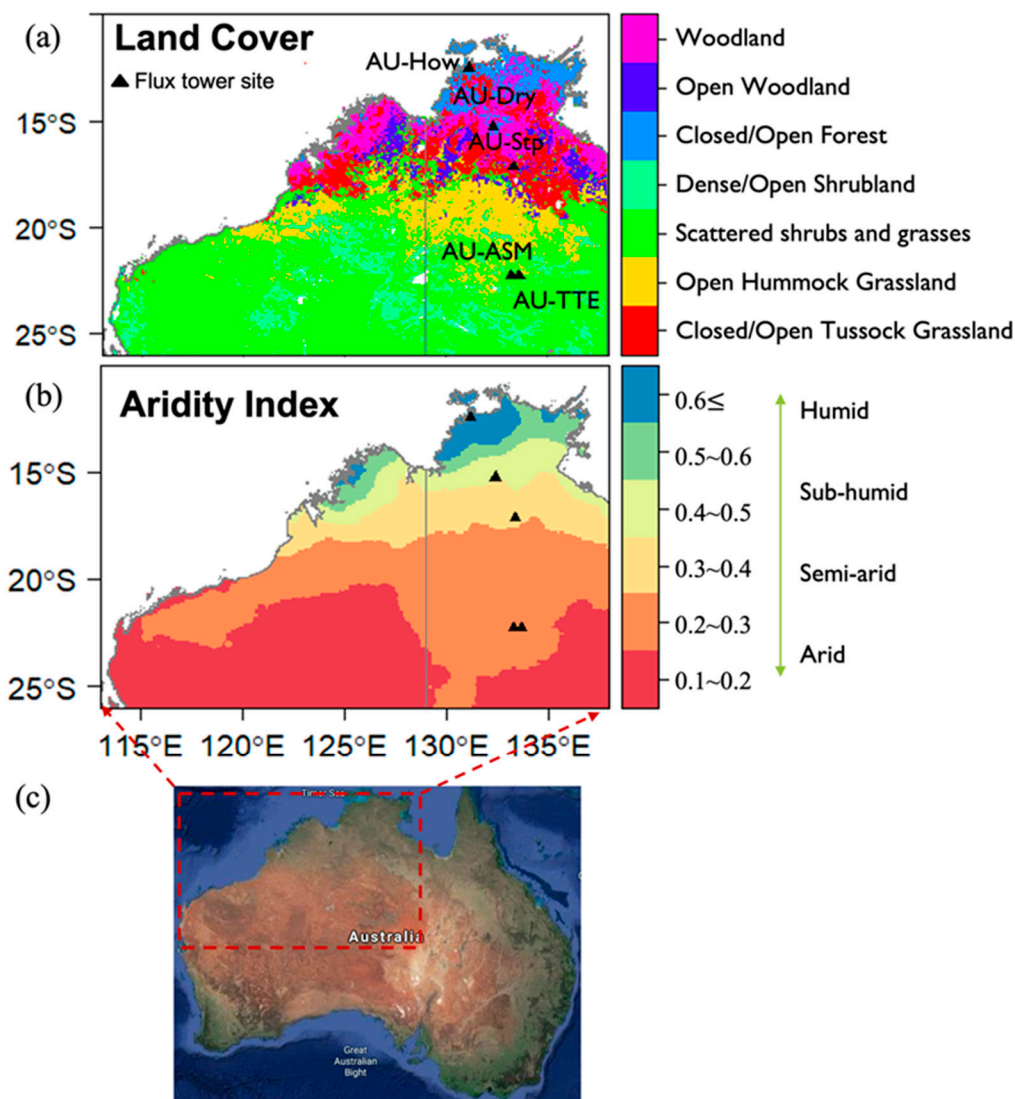 (a)
Land Cover
▲ Flux tower site
AU-How
AU-Dry
AU-Stp
AU-ASM
AU-TTE
15°S
20°S
25°S
Woodland
Open Woodland
Closed/Open Forest
Dense/Open Shrubland
Scattered shrubs and grasses
Open Hummock Grassland
Closed/Open Tussock Grassland
(b)
Aridity Index
15°S
20°S
25°S
115°E 120°E 125°E 130°E 135°E
0.6≤
0.5~0.6
0.4~0.5
0.3~0.4
0.2~0.3
0.1~0.2
Humid
Sub-humid
Semi-arid
Arid
(c)
Timor Sea
Australia
Great
Australian
Bight